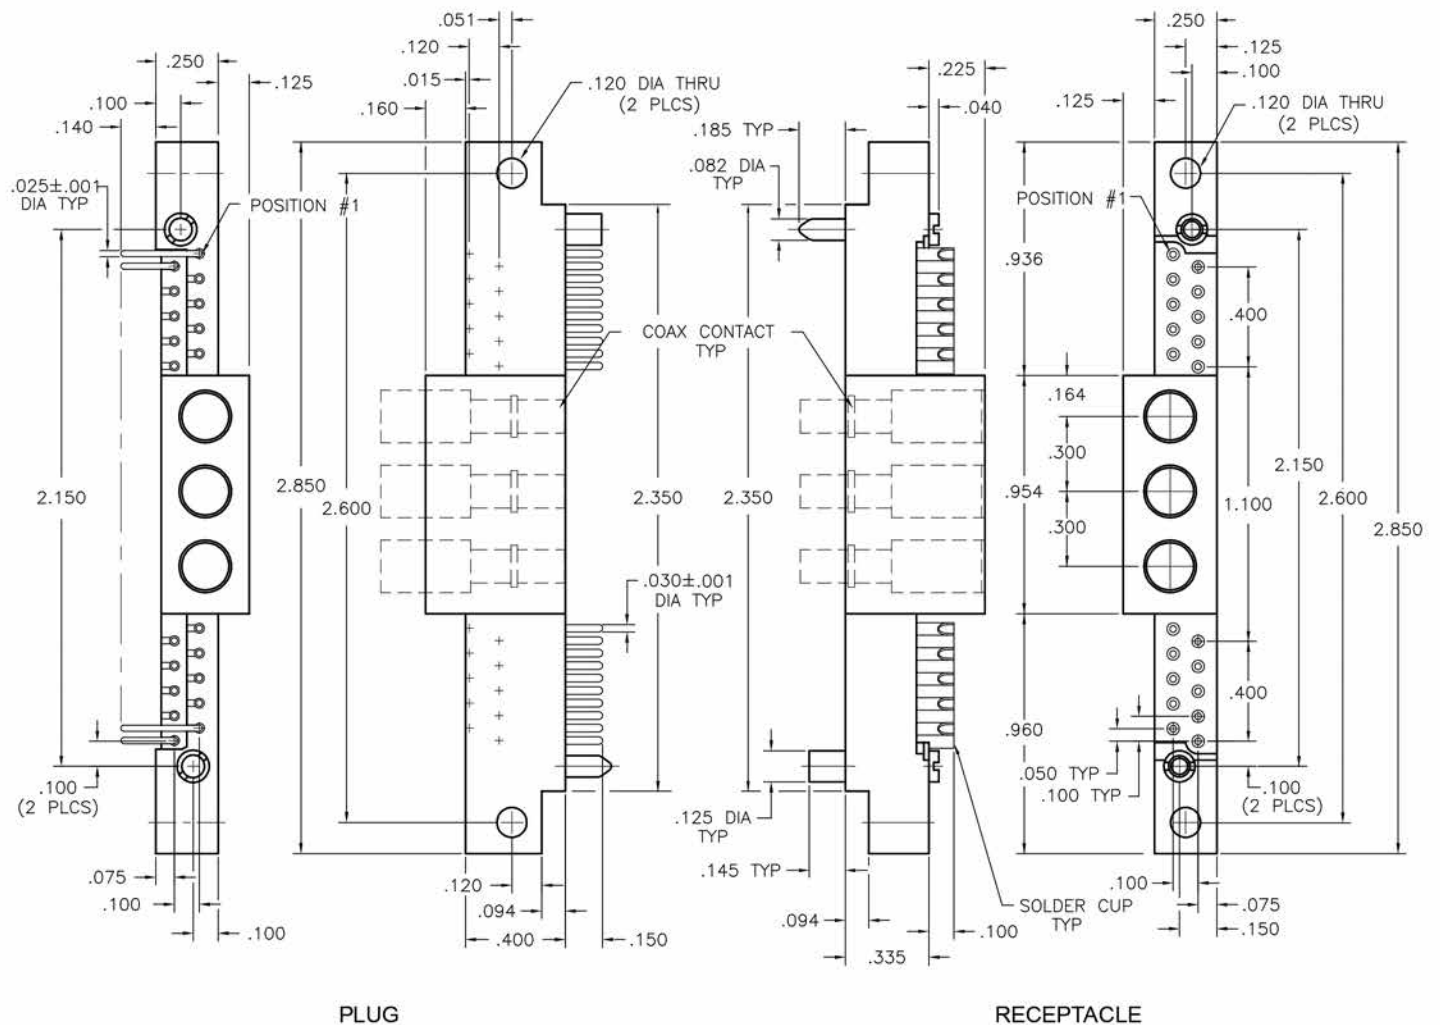 .051
.250
.120
.125
.015
.100
.160
.140
.120 DIA THRU
(2 PLCS)
.025±.001
DIA TYP
POSITION #1
2.150
2.850
2.600
2.350
.030±.001
DIA TYP
COAX CONTACT
TYP
.100
(2 PLCS)
.075
.100
.100
.120
.094
.400
.150
PLUG
.225
.040
.185 TYP
.082 DIA
TYP
2.350
.125 DIA
TYP
.145 TYP
.094
.335
.100
SOLDER CUP
TYP
.250
.125
.100
.125
.120 DIA THRU
(2 PLCS)
POSITION #1
.936
.400
.164
.300
.954
.300
1.100
2.150
2.600
2.850
.400
.960
.050 TYP
.100 TYP
.100
(2 PLCS)
.100
.075
.150
RECEPTACLE